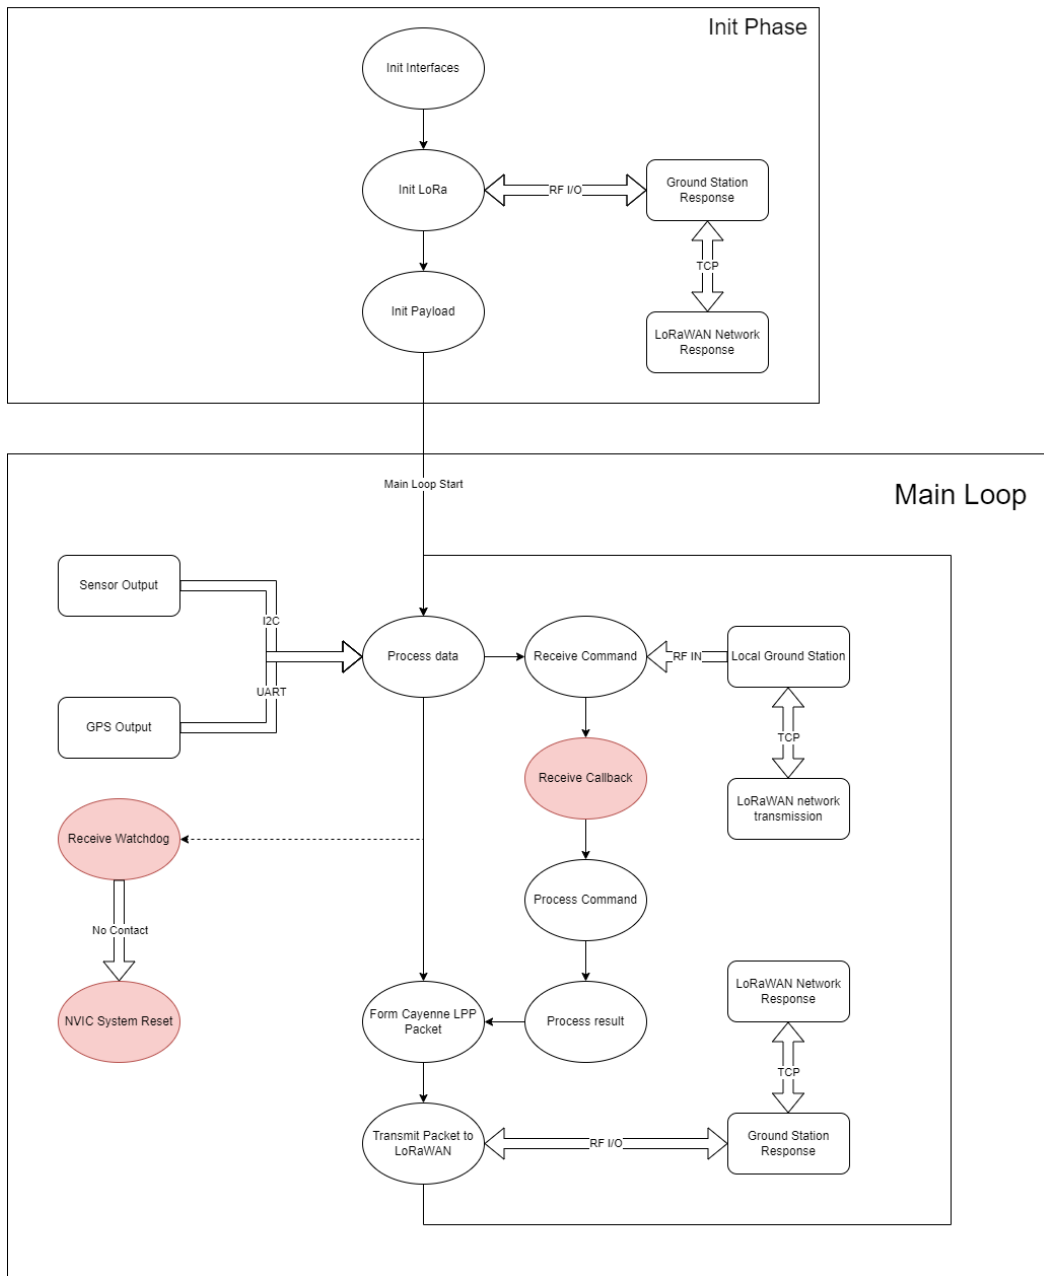 Init Phase
Init Interfaces
Init LoRa
RF I/O
Ground Station
Response
TCP
Init Payload
LoRaWAN Network
Response
Main Loop Start
Main Loop
Sensor Output
I2C
Process data
Receive Command
RF IN
Local Ground Station
UART
GPS Output
TCP
Receive Callback
LoRaWAN network
transmission
Receive Watchdog
Process Command
No Contact
LoRaWAN Network
Response
NVIC System Reset
Form Cayenne LPP
Packet
Process result
TCP
Transmit Packet to
LoRaWAN
RF I/O
Ground Station
Response